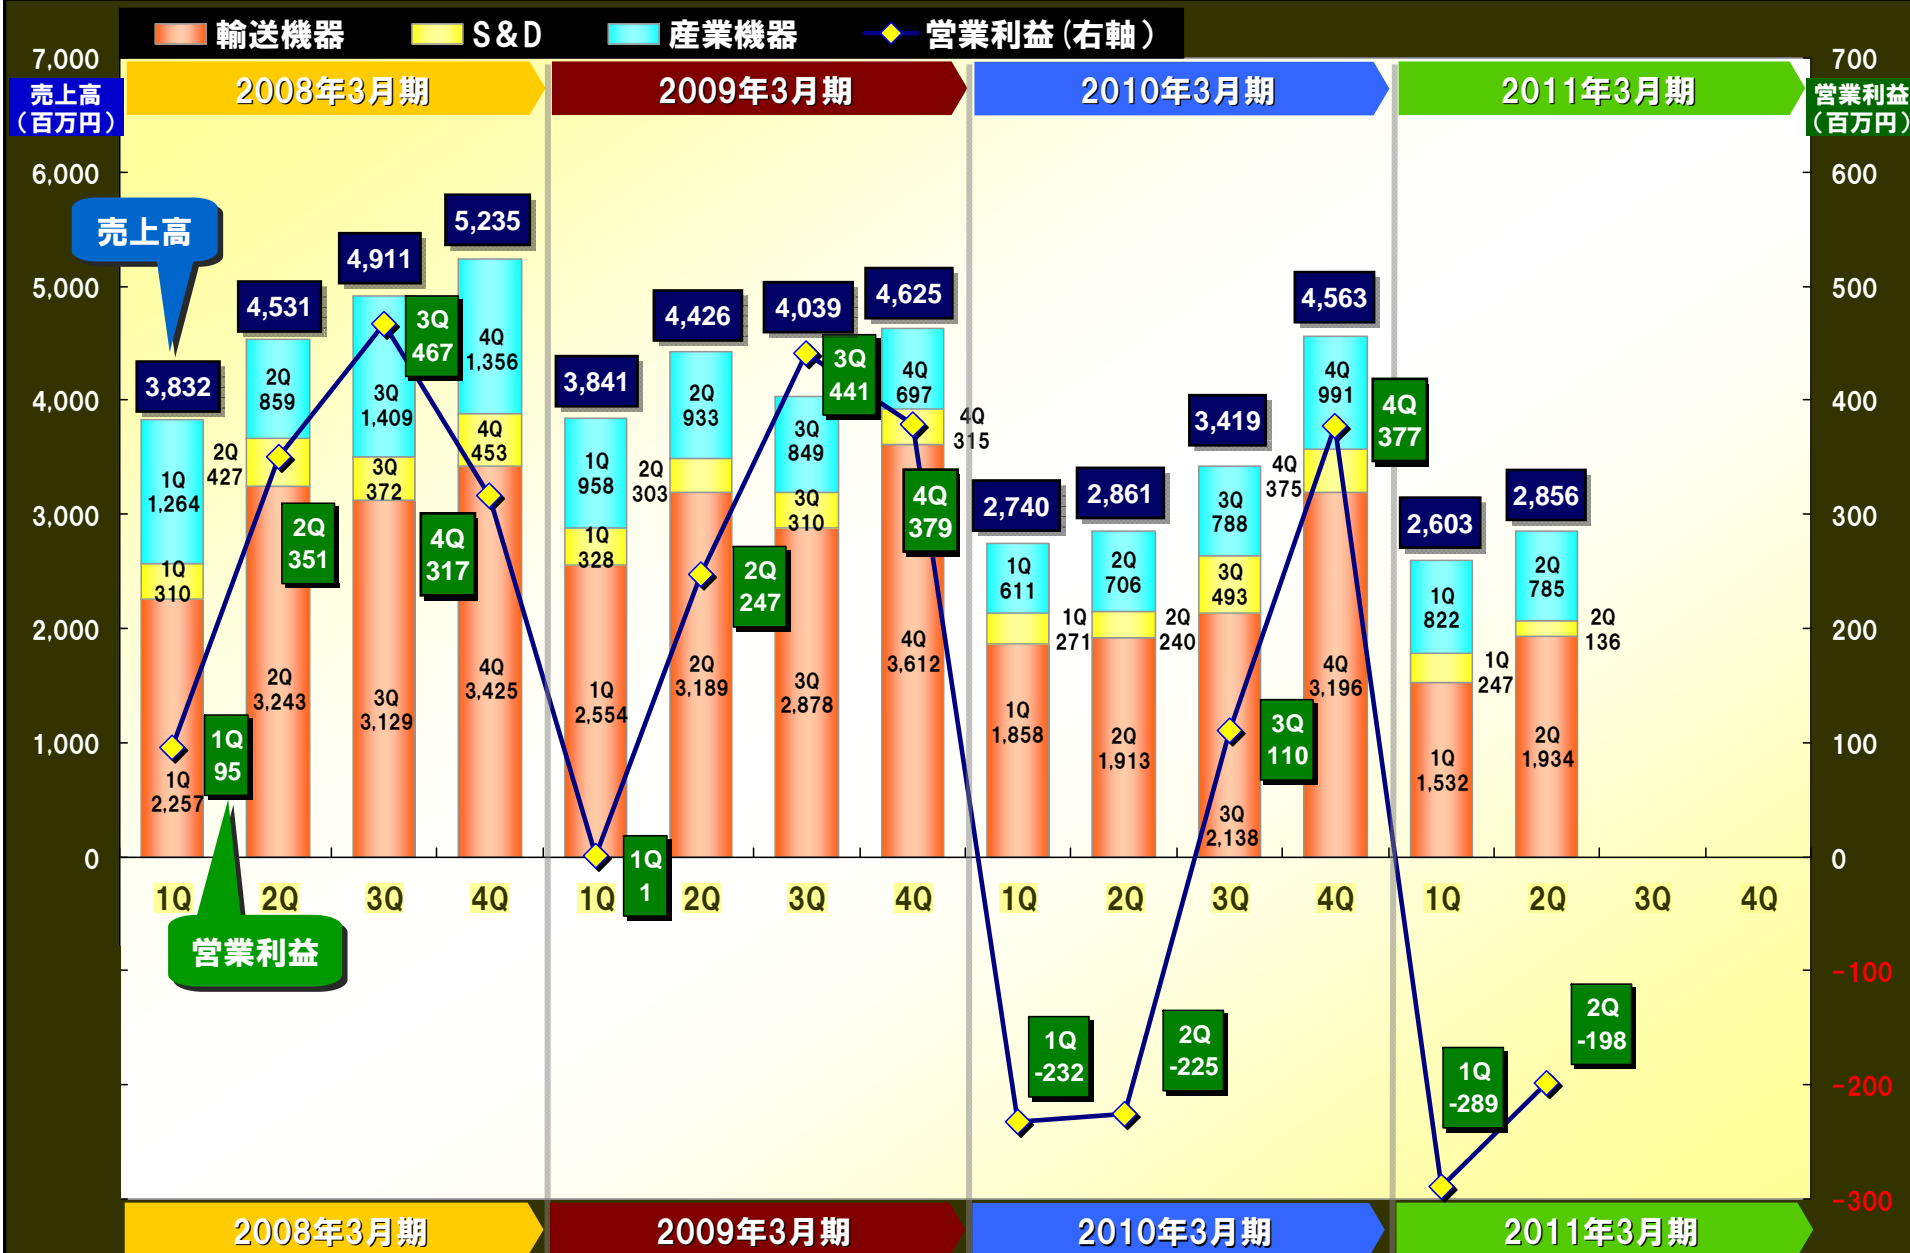 輸送機器 S&D 産業機器 営業利益(右軸)
7,000
700
売上高
(百万円)
2008年3月期 2009年3月期 2010年3月期 2011年3月期
営業利益
(百万円)
6,000
600
売上高
5,000
500
4,000
400
3,000
300
2,000
200
1,000
100
0
0
3,832
1Q
1,264
1Q
310
1Q
2,257
1Q
95
4,531
2Q
859
2Q
427
2Q
3,243
2Q
351
4,911
3Q
1,409
3Q
372
3Q
3,129
3Q
467
5,235
4Q
1,356
4Q
453
4Q
3,425
4Q
317
3,841
1Q
958
1Q
328
1Q
2,554
1Q
1
4,426
2Q
933
2Q
303
2Q
3,189
2Q
247
4,039
3Q
849
3Q
310
3Q
2,878
3Q
441
4,625
4Q
697
4Q
315
4Q
3,612
4Q
379
2,740
1Q
611
1Q
271
1Q
1,858
1Q
-232
2,861
2Q
706
2Q
240
2Q
1,913
2Q
-225
3,419
3Q
788
3Q
493
3Q
2,138
3Q
110
4,563
4Q
991
4Q
375
4Q
3,196
4Q
377
2,603
1Q
822
1Q
247
1Q
1,532
1Q
-289
2,856
2Q
785
2Q
136
2Q
1,934
2Q
-198
1Q 2Q 3Q 4Q 1Q 2Q 3Q 4Q 1Q 2Q 3Q 4Q 1Q 2Q 3Q 4Q
営業利益
-100
-200
-300
2008年3月期 2009年3月期 2010年3月期 2011年3月期